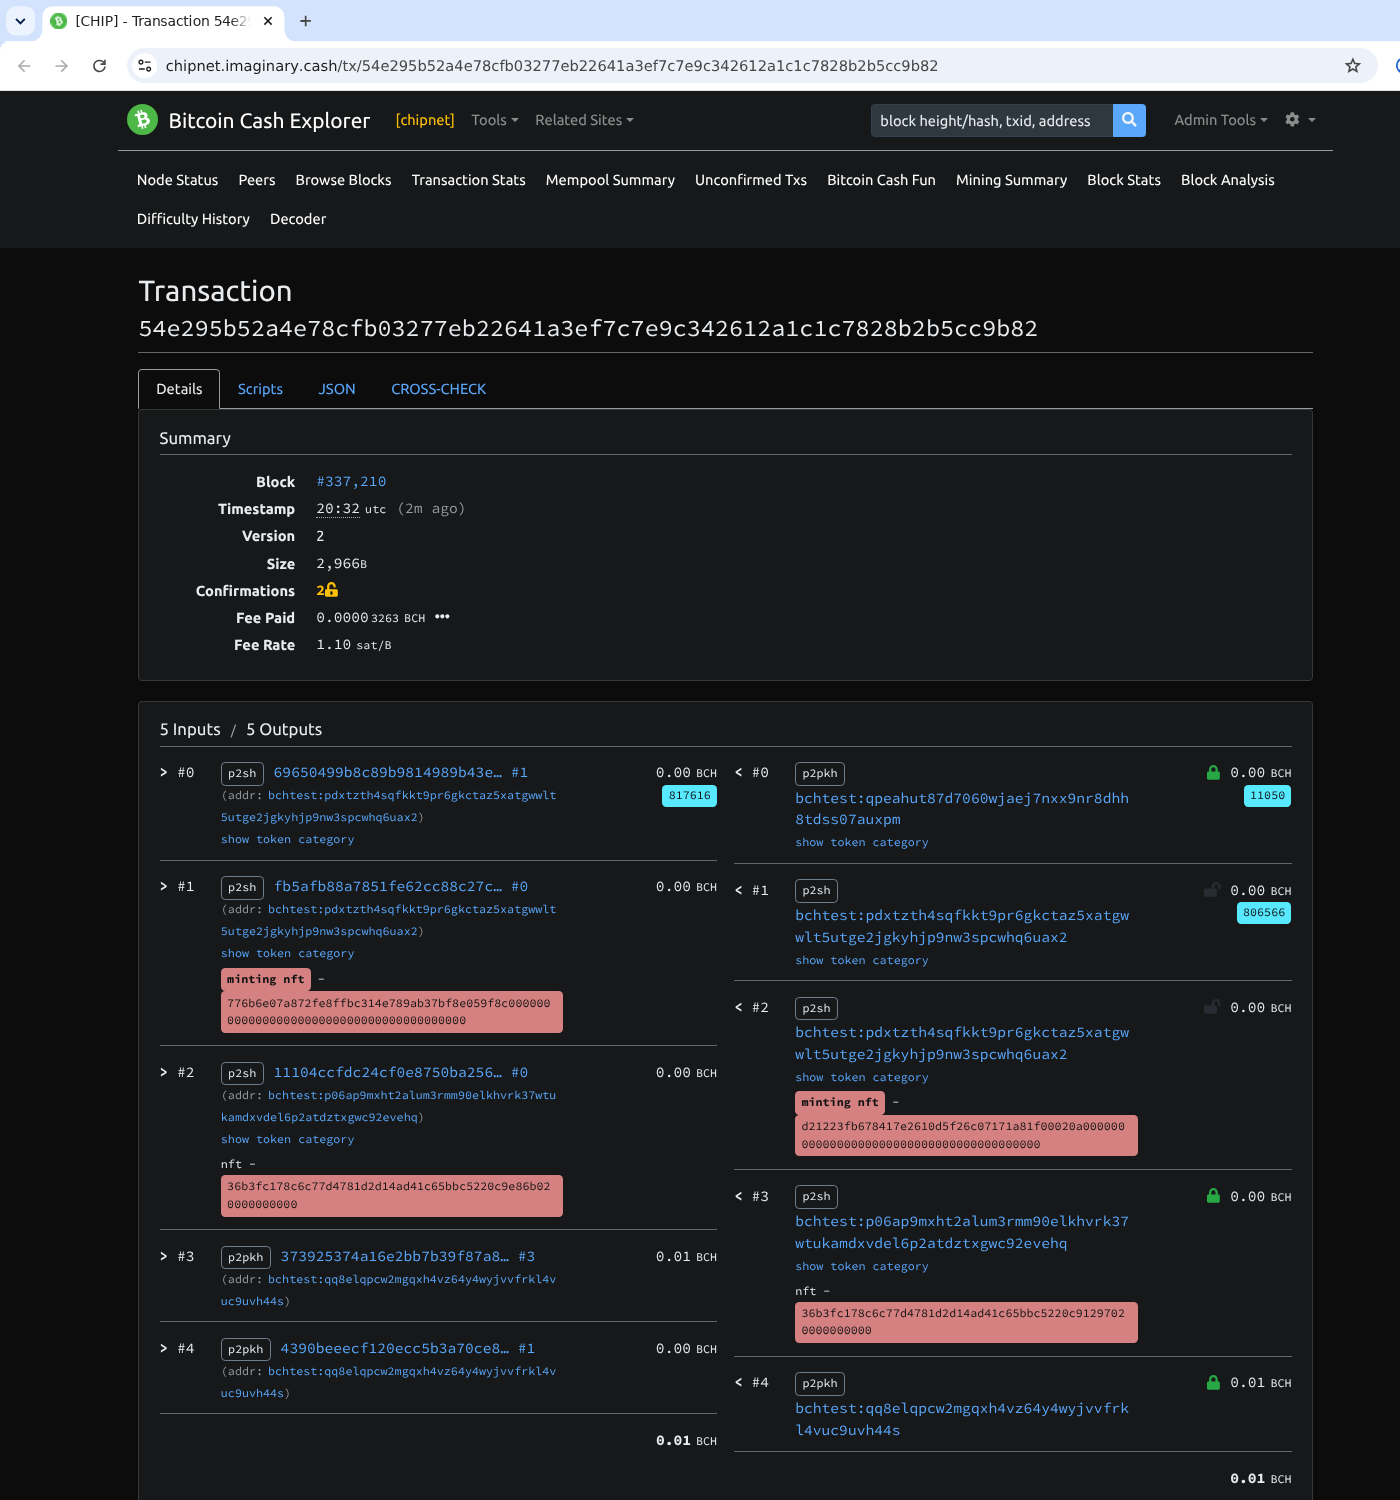 [CHIP] - Transaction 54e2
chipnet.imaginary.cash/tx/54e295b52a4e78cfb03277eb22641a3ef7c7e9c342612a1c1c7828b2b5cc9b82
Bitcoin Cash Explorer [chipnet] Tools Related Sites block height/hash, txid, address Admin Tools
Node Status Peers Browse Blocks Transaction Stats Mempool Summary Unconfirmed Txs Bitcoin Cash Fun Mining Summary Block Stats Block Analysis
Difficulty History Decoder
Transaction
54e295b52a4e78cfb03277eb22641a3ef7c7e9c342612a1c1c7828b2b5cc9b82
Details Scripts JSON CROSS-CHECK
Summary
Block #337,210
Timestamp 20:32 utc (2m ago)
Version 2
Size 2,966B
Confirmations 2
Fee Paid 0.00003263 BCH •••
Fee Rate 1.10 sat/B
5 Inputs / 5 Outputs
> #0 p2sh 69650499b8c89b9814989b43e… #1 0.00 BCH
(addr: bchtest:pdxtzth4sqfkkt9pr6gkctaz5xatgwwlt 817616
5utge2jgkyhjp9nw3spcwhq6uax2)
show token category
> #1 p2sh fb5afb88a7851fe62cc88c27c… #0 0.00 BCH
(addr: bchtest:pdxtzth4sqfkkt9pr6gkctaz5xatgwwlt
5utge2jgkyhjp9nw3spcwhq6uax2)
show token category
minting nft -
776b6e07a872fe8ffbc314e789ab37bf8e059f8c000000
0000000000000000000000000000000000
> #2 p2sh 11104ccfdc24cf0e8750ba256… #0 0.00 BCH
(addr: bchtest:p06ap9mxht2alum3rmm90elkhvrk37wtu
kamdxvdel6p2atdztxgwc92evehq)
show token category
nft -
36b3fc178c6c77d4781d2d14ad41c65bbc5220c9e86b02
0000000000
> #3 p2pkh 373925374a16e2bb7b39f87a8… #3 0.01 BCH
(addr: bchtest:qq8elqpcw2mgqxh4vz64y4wyjvvfrkl4v
uc9uvh44s)
> #4 p2pkh 4390beeecf120ecc5b3a70ce8… #1 0.00 BCH
(addr: bchtest:qq8elqpcw2mgqxh4vz64y4wyjvvfrkl4v
uc9uvh44s)
0.01 BCH
< #0 p2pkh 0.00 BCH
bchtest:qpeahut87d7060wjaej7nxx9nr8dhh 11050
8tdss07auxpm
show token category
< #1 p2sh 0.00 BCH
bchtest:pdxtzth4sqfkkt9pr6gkctaz5xatgw 806566
wlt5utge2jgkyhjp9nw3spcwhq6uax2
show token category
< #2 p2sh 0.00 BCH
bchtest:pdxtzth4sqfkkt9pr6gkctaz5xatgw
wlt5utge2jgkyhjp9nw3spcwhq6uax2
show token category
minting nft -
d21223fb678417e2610d5f26c07171a81f00020a000000
0000000000000000000000000000000000
< #3 p2sh 0.00 BCH
bchtest:p06ap9mxht2alum3rmm90elkhvrk37
wtukamdxvdel6p2atdztxgwc92evehq
show token category
nft -
36b3fc178c6c77d4781d2d14ad41c65bbc5220c9129702
0000000000
< #4 p2pkh 0.01 BCH
bchtest:qq8elqpcw2mgqxh4vz64y4wyjvvfrk
l4vuc9uvh44s
0.01 BCH